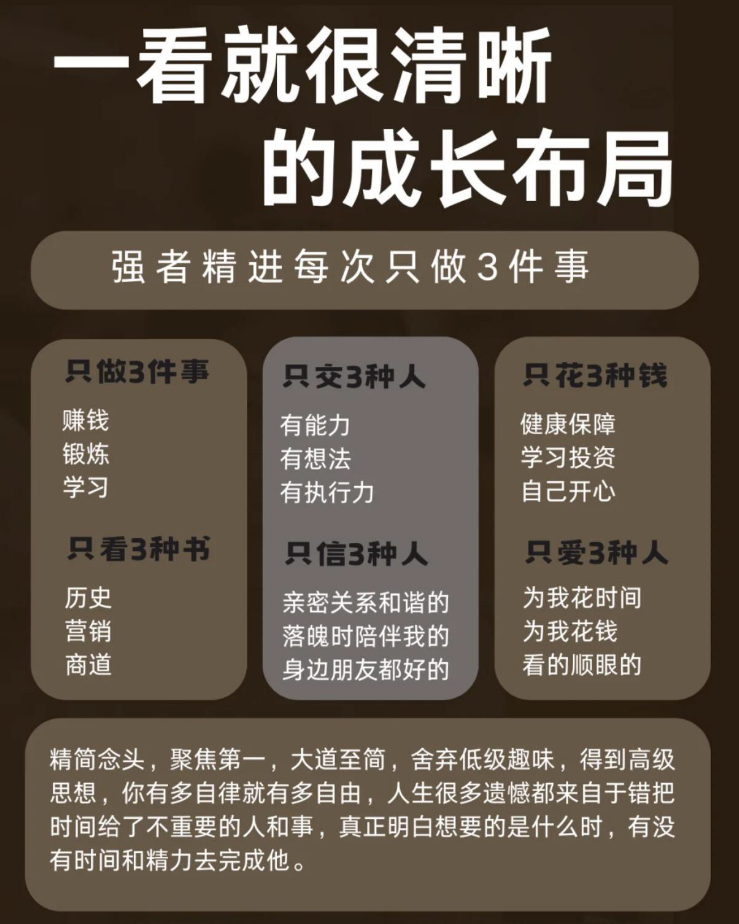 一看就很清晰
的成长布局
强者精进每次只做3件事
只做3件事
赚钱
锻炼
学习
只看3种书
历史
营销
商道
只交3种人
有能力
有想法
有执行力
只信3种人
亲密关系和谐的
落魄时陪伴我的
身边朋友都好的
只花3种钱
健康保障
学习投资
自己开心
只爱3种人
为我花时间
为我花钱
看的顺眼的
精简念头，聚焦第一，大道至简，舍弃低级趣味，得到高级
思想，你有多自律就有多自由，人生很多遗憾都来自于错把
时间给了不重要的人和事，真正明白想要的是什么时，有没
有时间和精力去完成他。